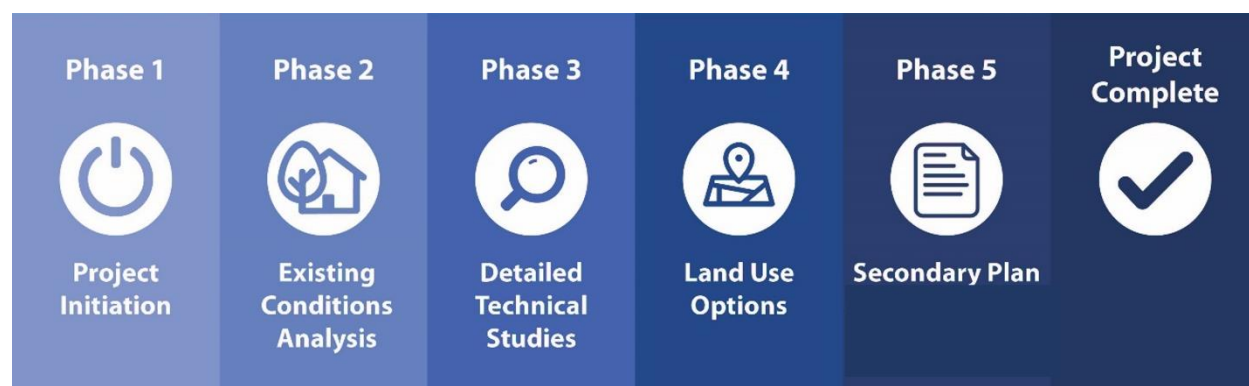 Phase 1
Project
Initiation
Phase 2
Existing
Conditions
Analysis
Phase 3
Detailed
Technical
Studies
Phase 4
Land Use
Options
Phase 5
Secondary Plan
Project
Complete